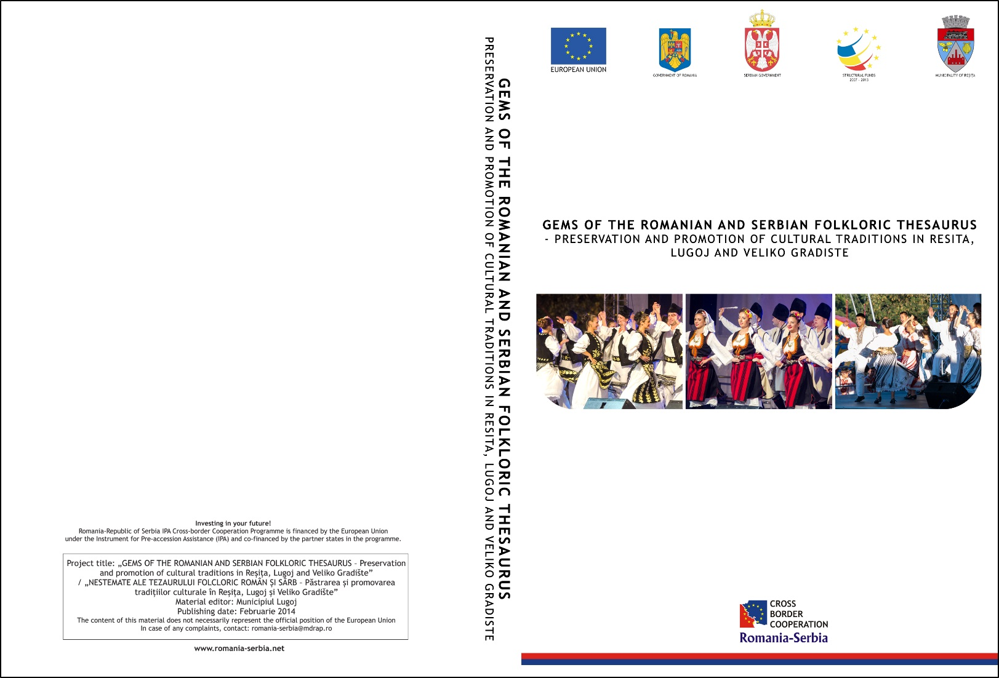 Investing in your future!
Romania-Republic of Serbia IPA Cross-border Cooperation Programme is financed by the European Union
under the Instrument for Pre-accession Assistance (IPA) and co-financed by the partner states in the programme.
Project title: „GEMS OF THE ROMANIAN AND SERBIAN FOLKLORIC THESAURUS – Preservation
and promotion of cultural traditions in Reșița, Lugoj and Veliko Gradište”
/ „NESTEMATE ALE TEZAURULUI FOLCLORIC ROMÂN ȘI SÂRB – Păstrarea și promovarea
tradițiilor culturale în Reșița, Lugoj și Veliko Gradište”
Material editor: Municipiul Lugoj
Publishing date: Februarie 2014
The content of this material does not necessarily represent the official position of the European Union
In case of any complaints, contact: romania-serbia@mdrap.ro
www.romania-serbia.net
GEMS OF THE ROMANIAN AND SERBIAN FOLKLORIC THESAURUS
PRESERVATION AND PROMOTION OF CULTURAL TRADITIONS IN RESITA, LUGOJ AND VELIKO GRADISTE
EUROPEAN UNION
GOVERNMENT OF ROMANIA
SERBIAN GOVERNMENT
STRUCTURAL FUNDS
2007 - 2013
MUNICIPALITY OF REȘIȚA
GEMS OF THE ROMANIAN AND SERBIAN FOLKLORIC THESAURUS
- PRESERVATION AND PROMOTION OF CULTURAL TRADITIONS IN RESITA,
LUGOJ AND VELIKO GRADISTE
CROSS
BORDER
COOPERATION
Romania-Serbia